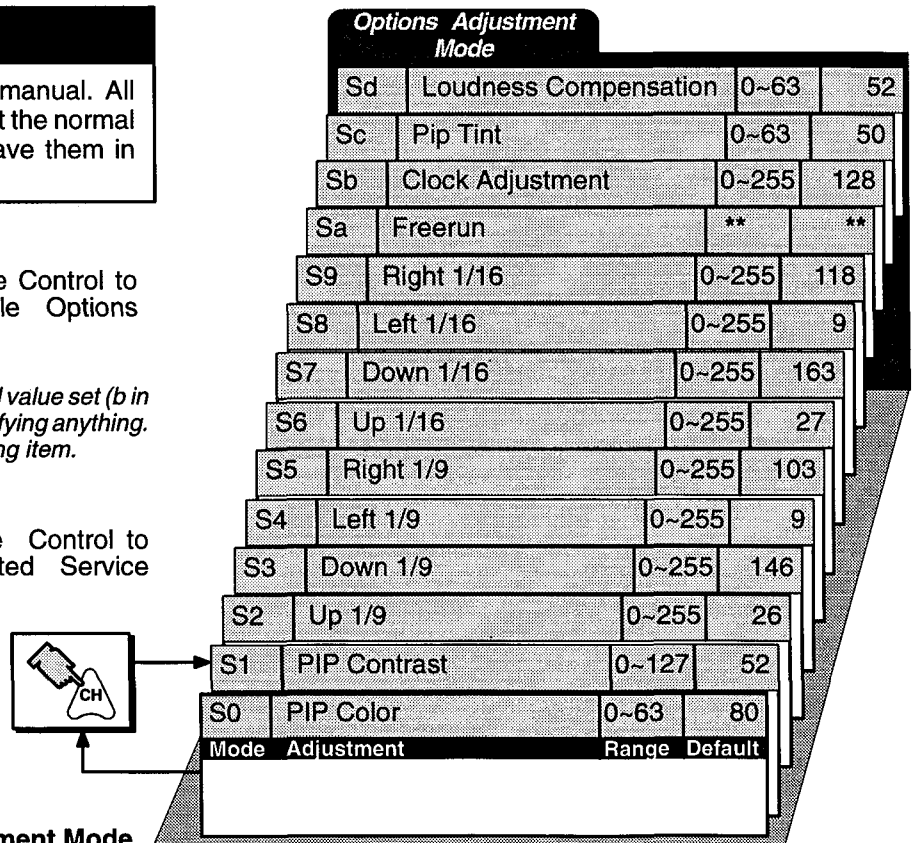 manual. All
t the normal
ave them in
e Control to
le Options
l value set (b in
fying anything.
ng item.
e Control to
ted Service
CH
ment Mode
Options Adjustment
Mode
Sd Loudness Compensation 0~63 52
Sc Pip Tint 0~63 50
Sb Clock Adjustment 0~255 128
Sa Freerun ** **
S9 Right 1/16 0~255 118
S8 Left 1/16 0~255 9
S7 Down 1/16 0~255 163
S6 Up 1/16 0~255 27
S5 Right 1/9 0~255 103
S4 Left 1/9 0~255 9
S3 Down 1/9 0~255 146
S2 Up 1/9 0~255 26
S1 PIP Contrast 0~127 52
S0 PIP Color 0~63 80
Mode Adjustment Range Default